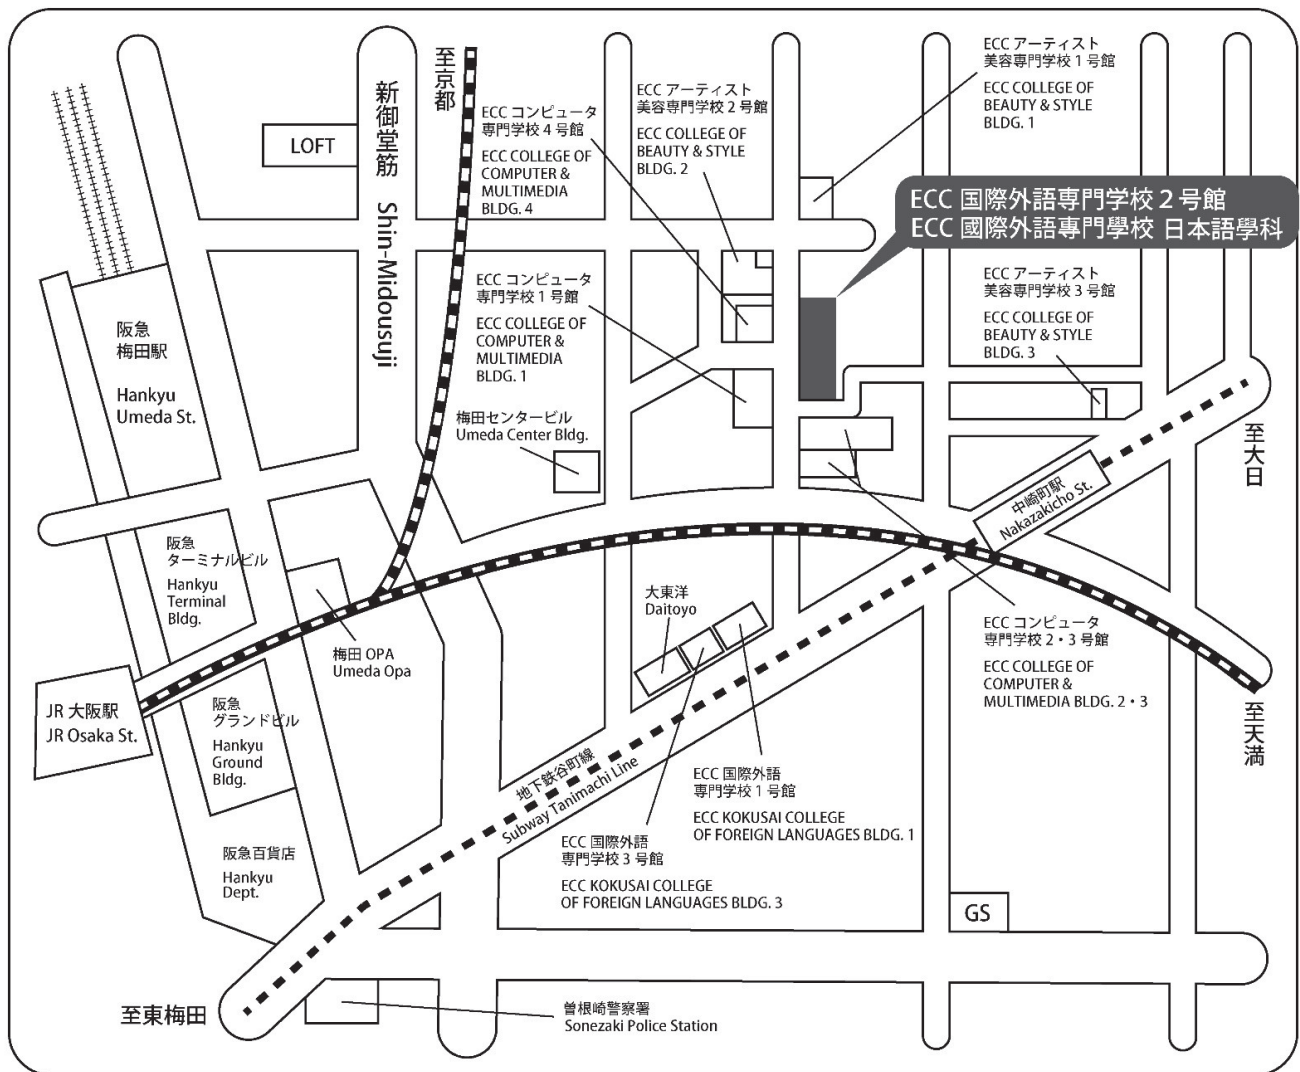 至京都
新御堂筋 Shin-Midousuji
LOFT
ECC コンピュータ
専門学校 4 号館
ECC COLLEGE OF
COMPUTER &
MULTIMEDIA
BLDG. 4
ECC アーティスト
美容専門学校 2 号館
ECC COLLEGE OF
BEAUTY & STYLE
BLDG. 2
ECC アーティスト
美容専門学校 1 号館
ECC COLLEGE OF
BEAUTY & STYLE
BLDG. 1
ECC 国際外語専門学校 2 号館
ECC 國際外語專門學校 日本語學科
ECC コンピュータ
専門学校 1 号館
ECC COLLEGE OF
COMPUTER &
MULTIMEDIA
BLDG. 1
ECC アーティスト
美容専門学校 3 号館
ECC COLLEGE OF
BEAUTY & STYLE
BLDG. 3
阪急
梅田駅
Hankyu
Umeda St.
梅田センタービル
Umeda Center Bldg.
至大日
中崎町駅
Nakazakicho St.
阪急
ターミナルビル
Hankyu
Terminal
Bldg.
大東洋
Daitoyo
ECC コンピュータ
専門学校 2・3 号館
ECC COLLEGE OF
COMPUTER &
MULTIMEDIA BLDG. 2・3
梅田 OPA
Umeda Opa
JR 大阪駅
JR Osaka St.
阪急
グランドビル
Hankyu
Ground
Bldg.
至天満
地下鉄谷町線
Subway Tanimachi Line
ECC 国際外語
専門学校 1 号館
ECC KOKUSAI COLLEGE
OF FOREIGN LANGUAGES BLDG. 1
ECC 国際外語
専門学校 3 号館
ECC KOKUSAI COLLEGE
OF FOREIGN LANGUAGES BLDG. 3
阪急百貨店
Hankyu
Dept.
GS
至東梅田
曽根崎警察署
Sonezaki Police Station